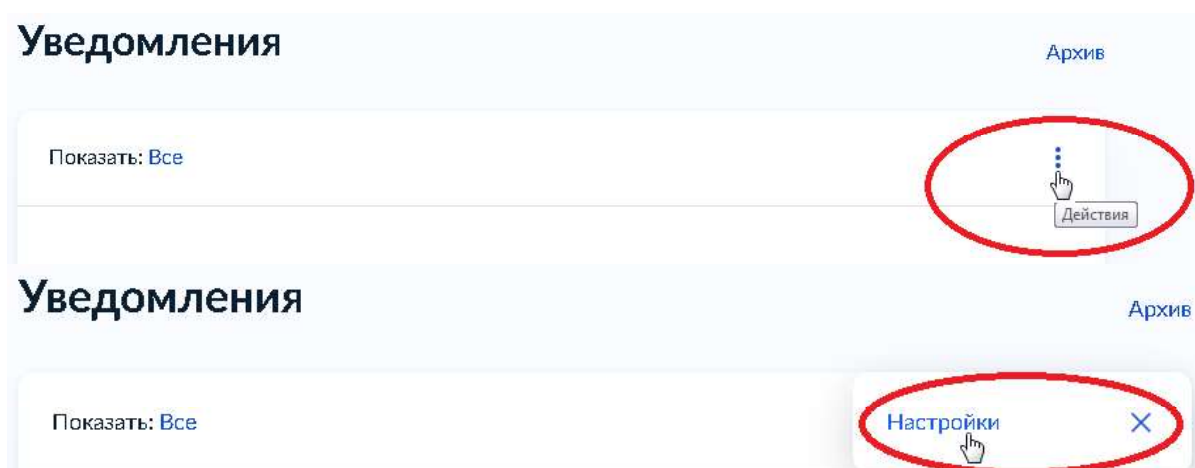 Уведомления
Архив
Показать: Все
Действия
Уведомления
Архив
Показать: Все
Настройки